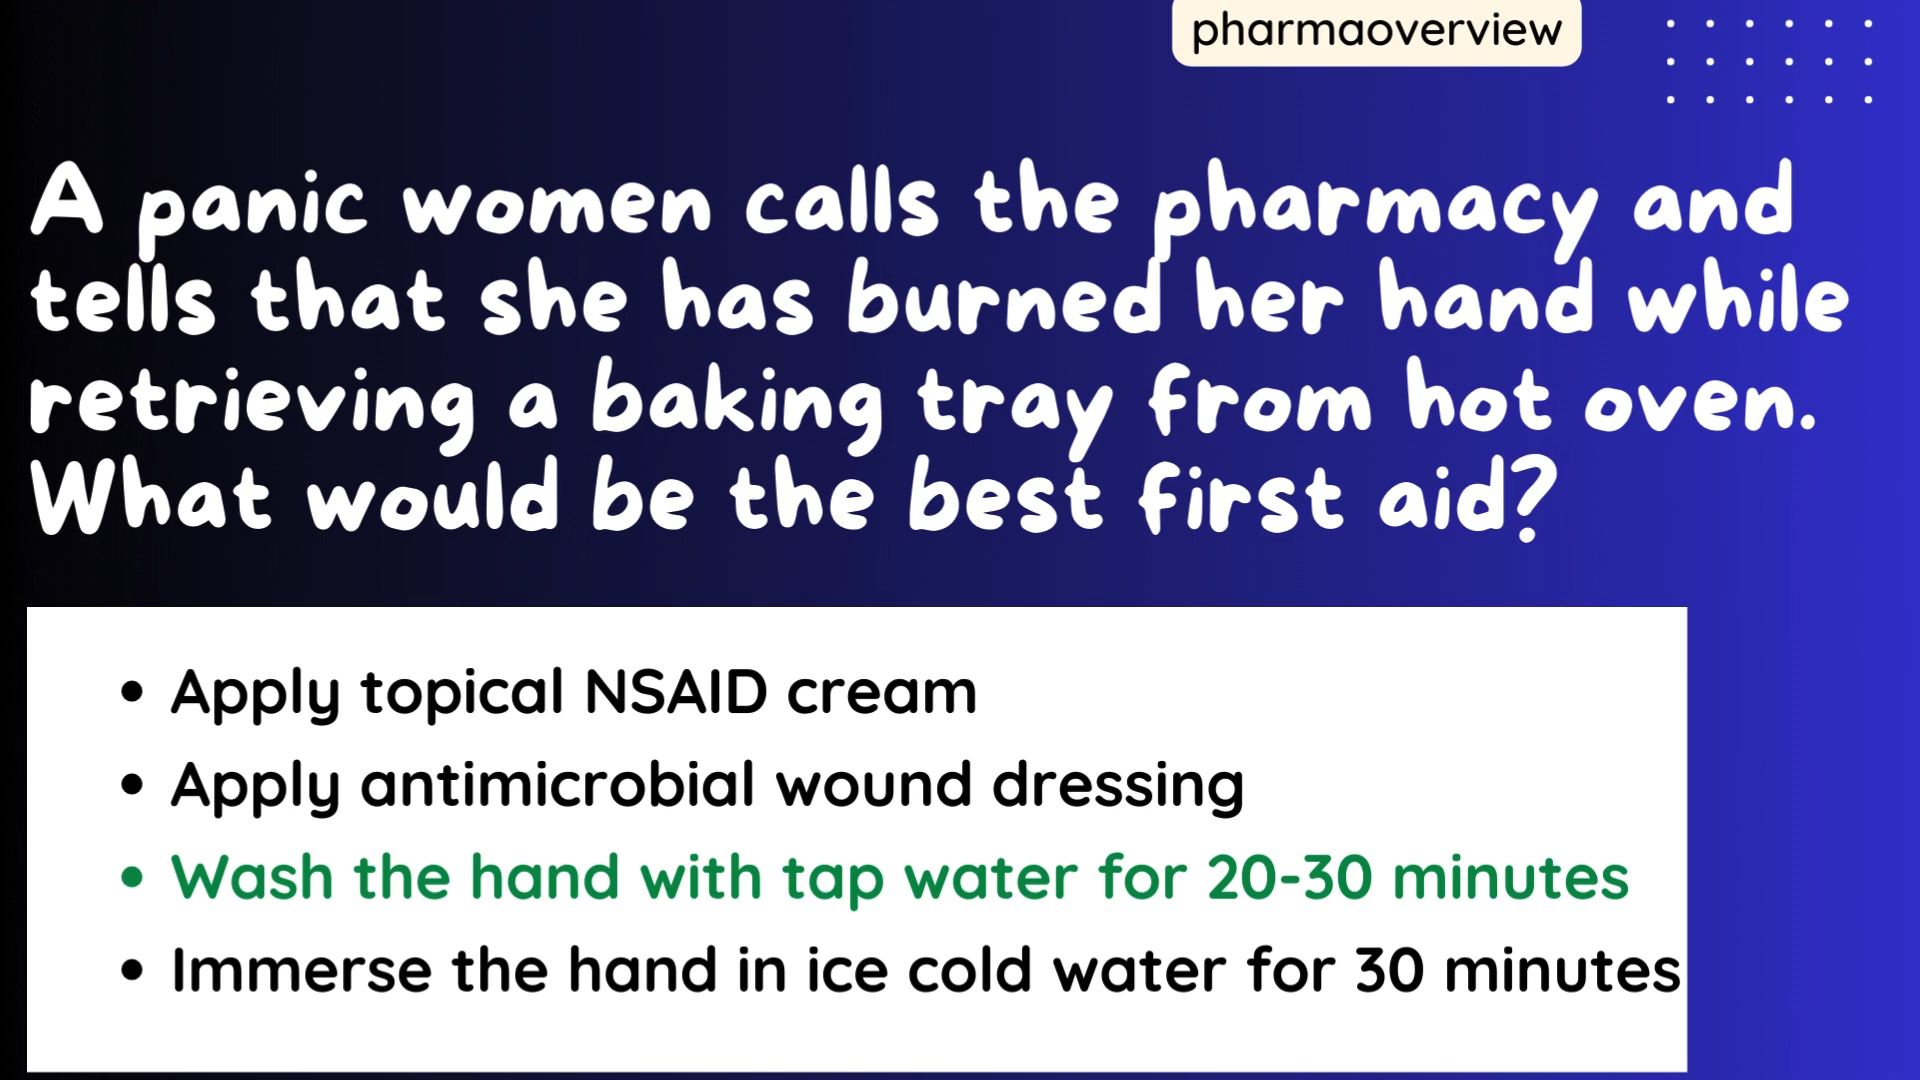 pharmaoverview
A panic women calls the pharmacy and
tells that she has burned her hand while
retrieving a baking tray from hot oven.
What would be the best first aid?
• Apply topical NSAID cream
• Apply antimicrobial wound dressing
• Wash the hand with tap water for 20-30 minutes
• Immerse the hand in ice cold water for 30 minutes